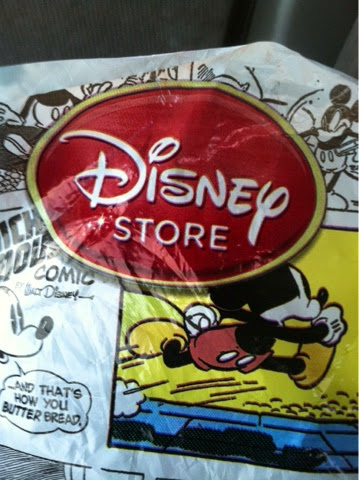 DISNEY
STORE
COMIC
BY WALT DISNEY
...AND THAT'S
HOW YOU
BUTTER BREAD.